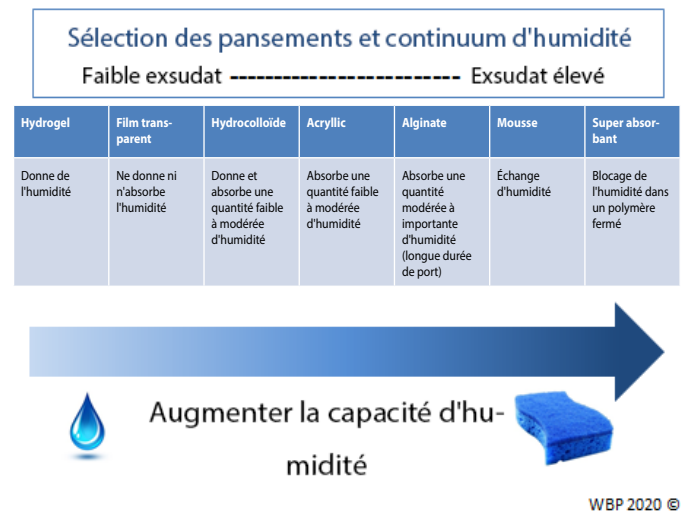 Sélection des pansements et continuum d'humidité
Faible exsudat -------------------------- Exsudat élevé
Hydrogel
Film trans-
parent
Hydrocolloïde
Acryllic
Alginate
Mousse
Super absor-
bant
Donne de
l'humidité
Ne donne ni
n'absorbe
l'humidité
Donne et
absorbe une
quantité faible
à modérée
d'humidité
Absorbe une
quantité faible
à modérée
d'humidité
Absorbe une
quantité
modérée à
importante
d'humidité
(longue durée
de port)
Échange
d'humidité
Blocage de
l'humidité dans
un polymère
fermé
Augmenter la capacité d'hu-
midité
WBP 2020 ©